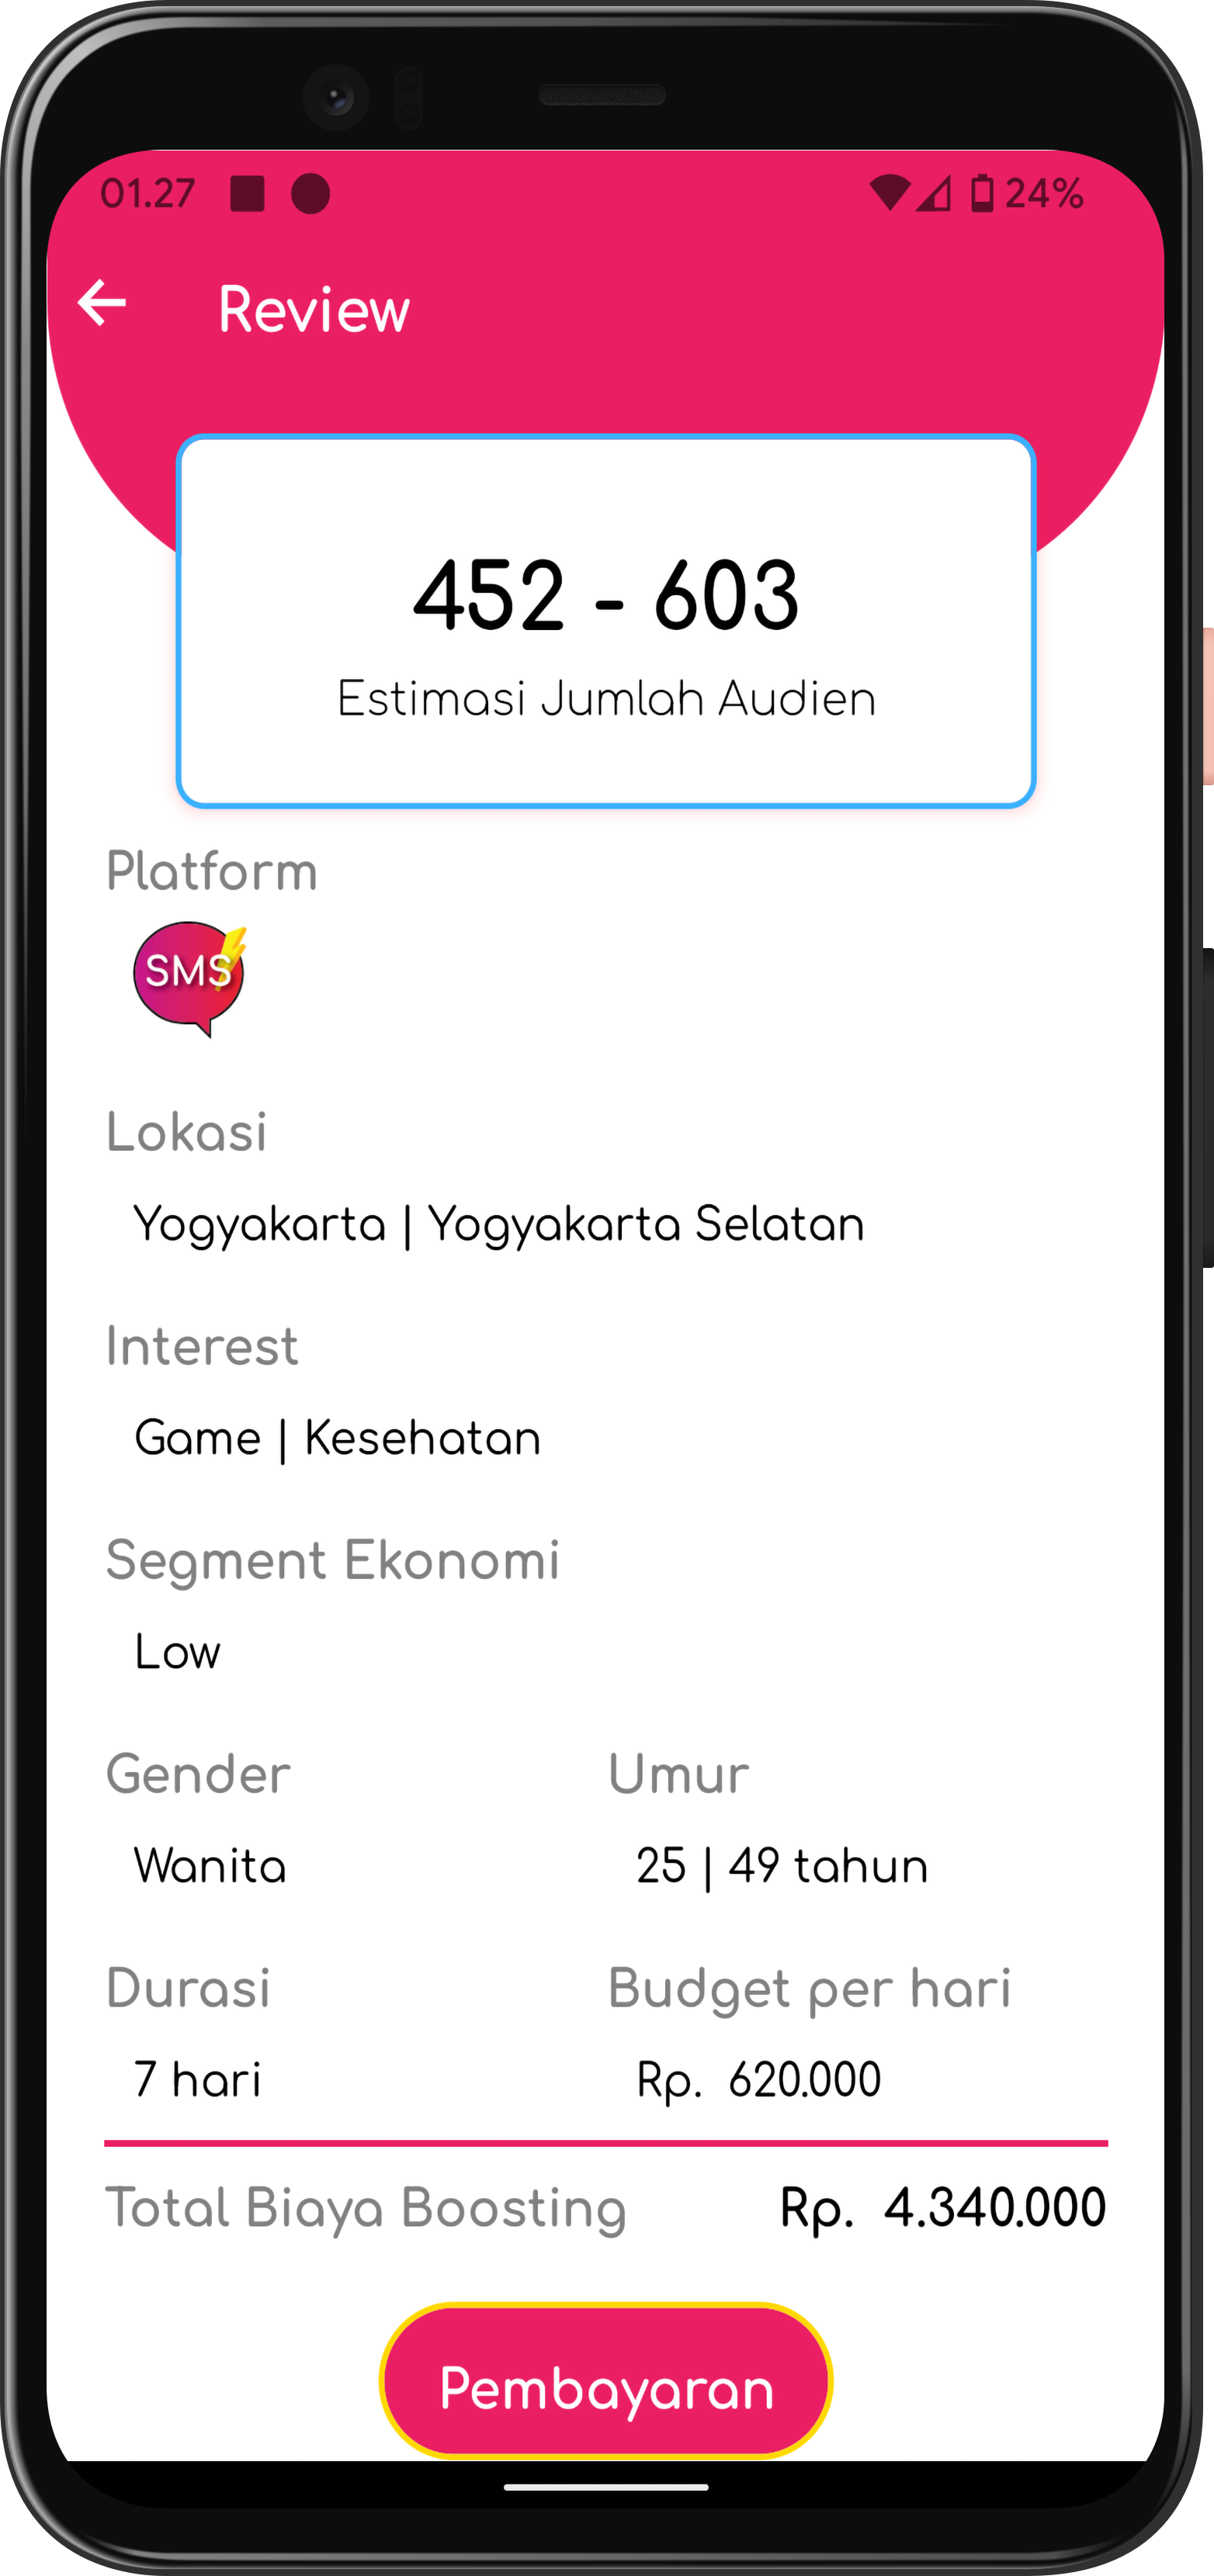 01.27 24%
Review
452 - 603
Estimasi Jumlah Audien
Platform
SMS
Lokasi
Yogyakarta | Yogyakarta Selatan
Interest
Game | Kesehatan
Segment Ekonomi
Low
Gender Umur
Wanita 25 | 49 tahun
Durasi Budget per hari
7 hari Rp. 620.000
Total Biaya Boosting Rp. 4.340.000
Pembayaran